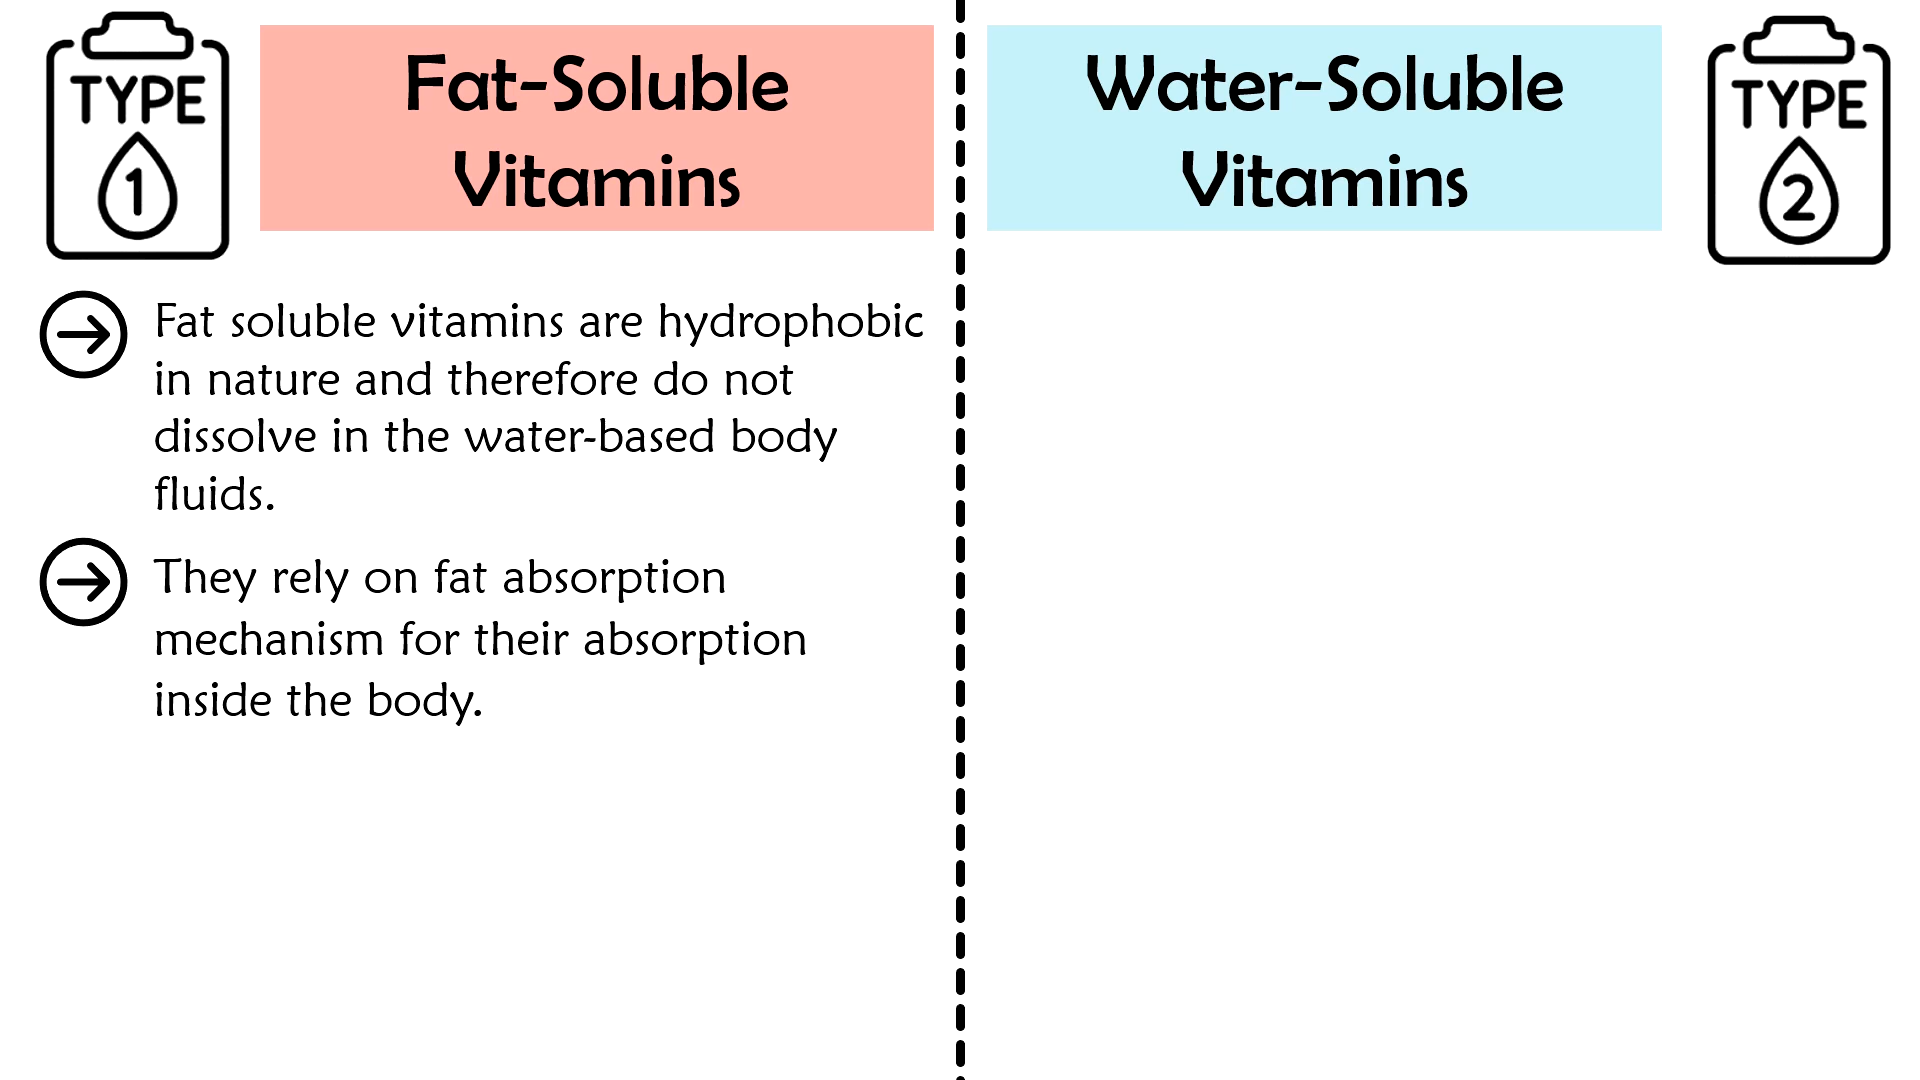 TYPE
1
Fat-Soluble
Vitamins
Water-Soluble
Vitamins
TYPE
2
Fat soluble vitamins are hydrophobic
in nature and therefore do not
dissolve in the water-based body
fluids.
They rely on fat absorption
mechanism for their absorption
inside the body.